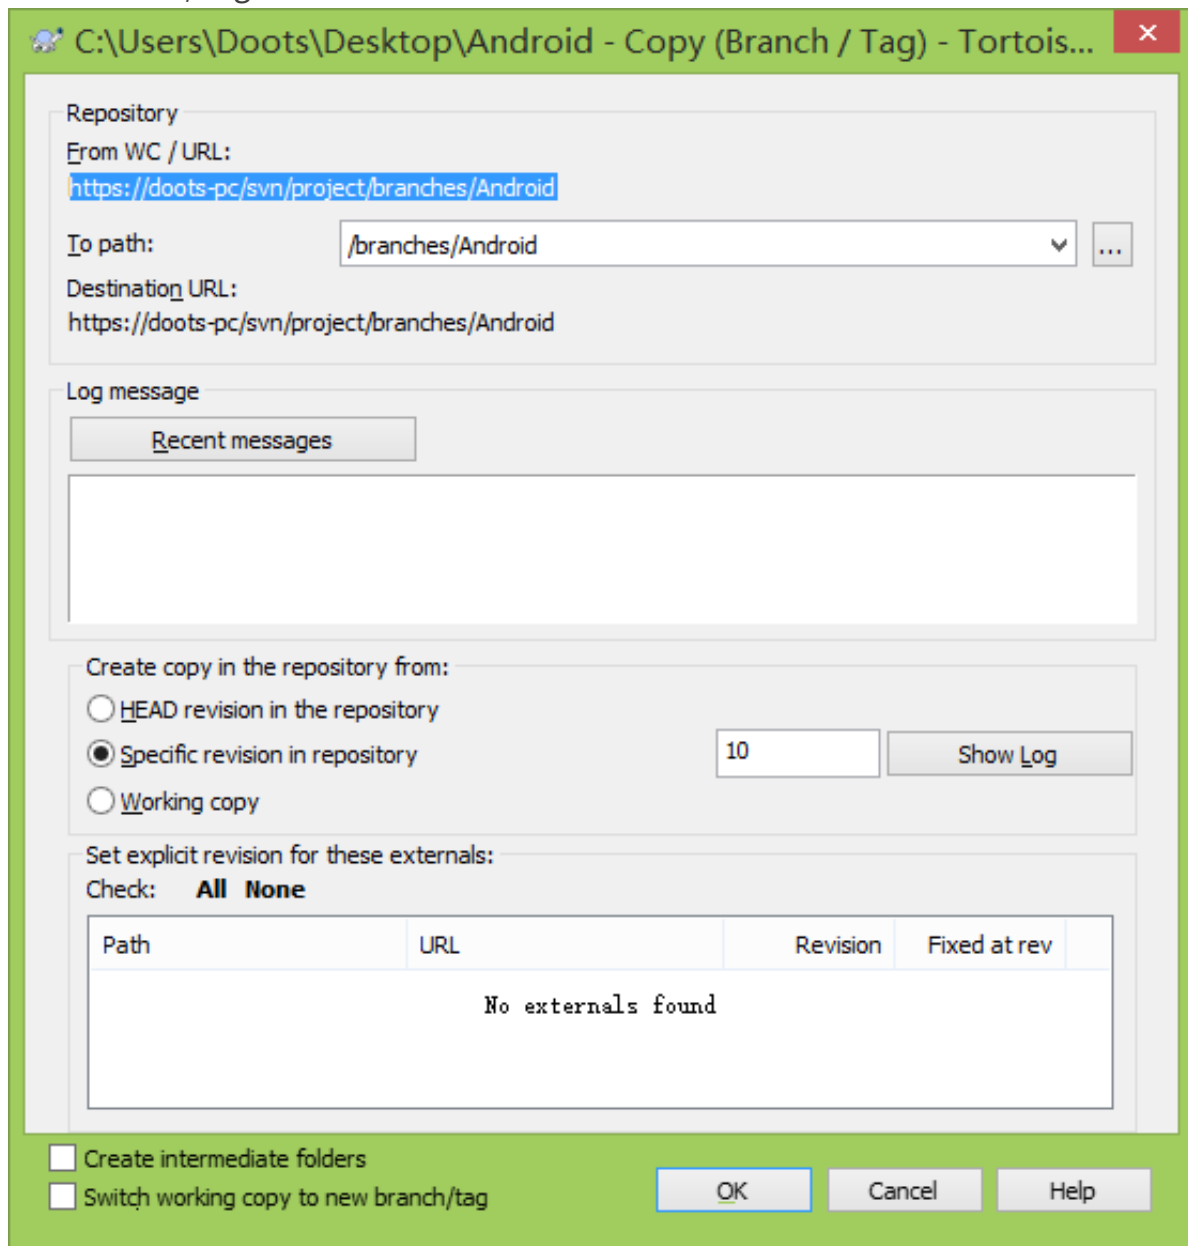 C:\Users\Doots\Desktop\Android - Copy (Branch / Tag) - Tortois...
Repository
From WC / URL:
https://doots-pc/svn/project/branches/Android
To path:
/branches/Android
...
Destination URL:
https://doots-pc/svn/project/branches/Android
Log message
Recent messages
Create copy in the repository from:
HEAD revision in the repository
Specific revision in repository
10
Show Log
Working copy
Set explicit revision for these externals:
Check: All None
Path URL Revision Fixed at rev
No externals found
Create intermediate folders
Switch working copy to new branch/tag
OK Cancel Help